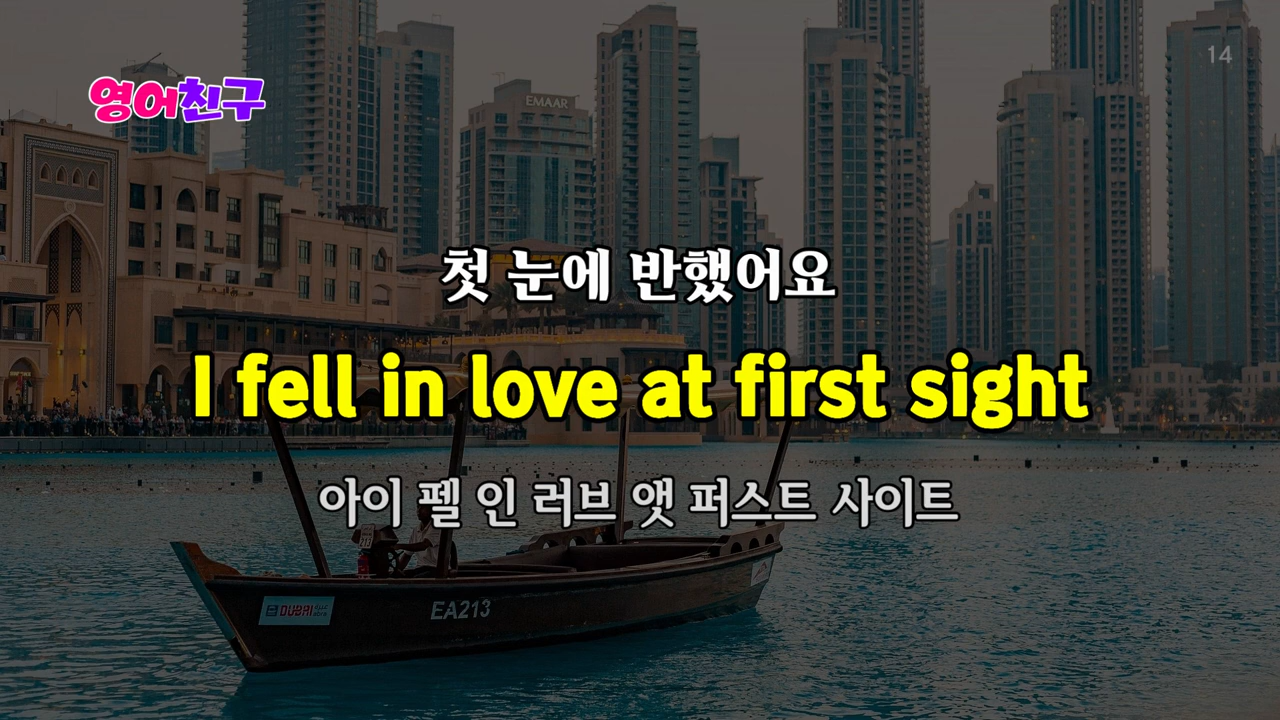 14
영어친구
EMAAR
첫 눈에 반했어요
I fell in love at first sight
아이 펠 인 러브 앳 퍼스트 사이트
DUBAI
EA213